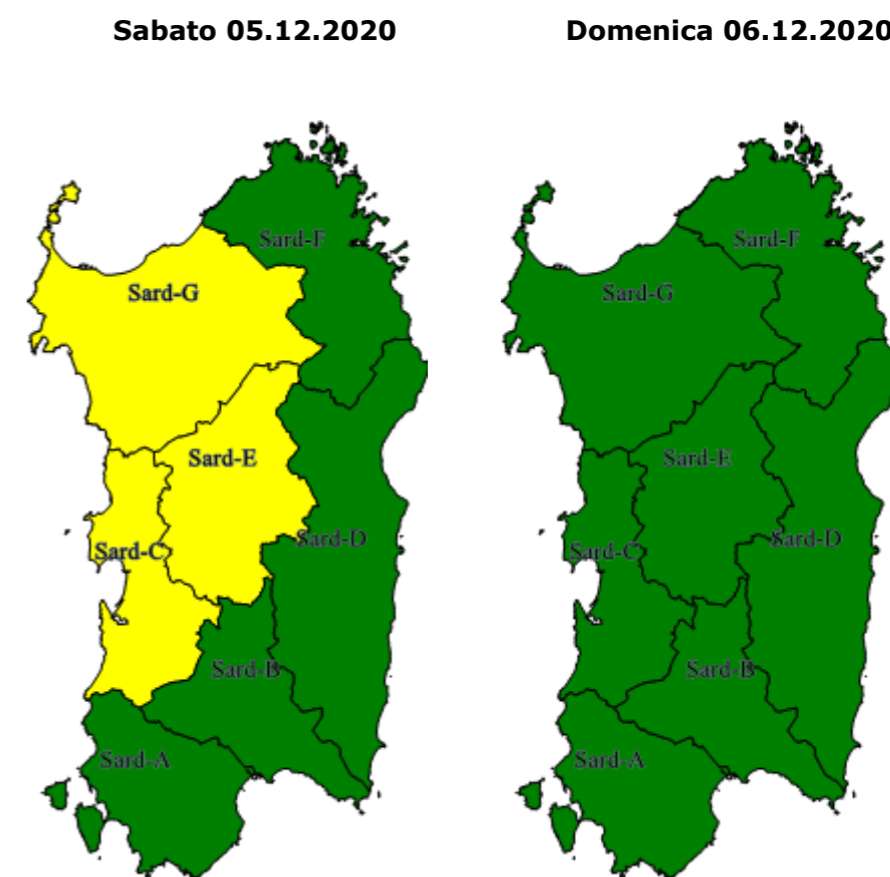 Sabato 05.12.2020
Domenica 06.12.2020
Sard-F
Sard-G
Sard-E
Sard-D
Sard-C
Sard-B
Sard-A
Sard-F
Sard-G
Sard-E
Sard-D
Sard-C
Sard-B
Sard-A